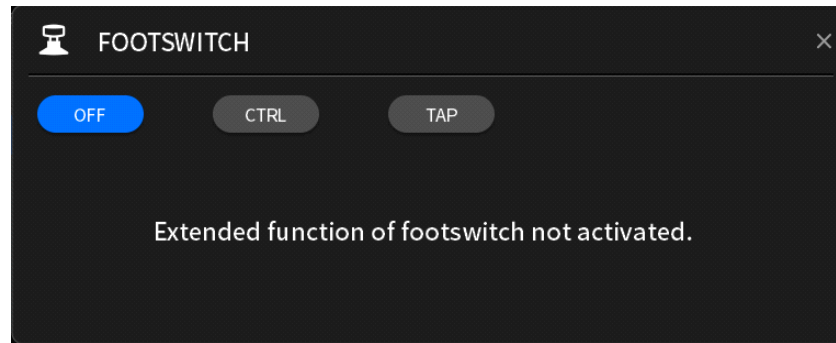 FOOTSWITCH
OFF CTRL TAP
Extended function of footswitch not activated.